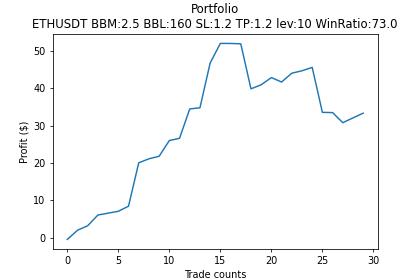 Portfolio
ETHUSDT BBM:2.5 BBL:160 SL:1.2 TP:1.2 lev:10 WinRatio:73.0
50
40
30
20
10
0
Profit ($)
0 5 10 15 20 25 30
Trade counts